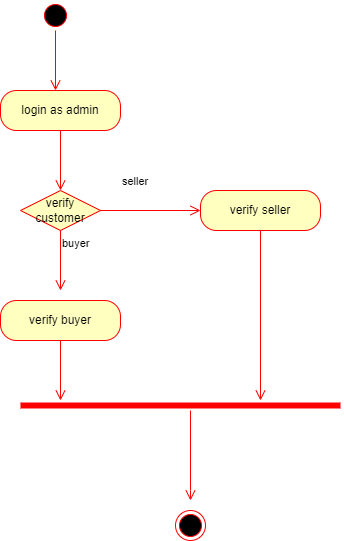 login as admin
seller
verify
customer
verify seller
buyer
verify buyer